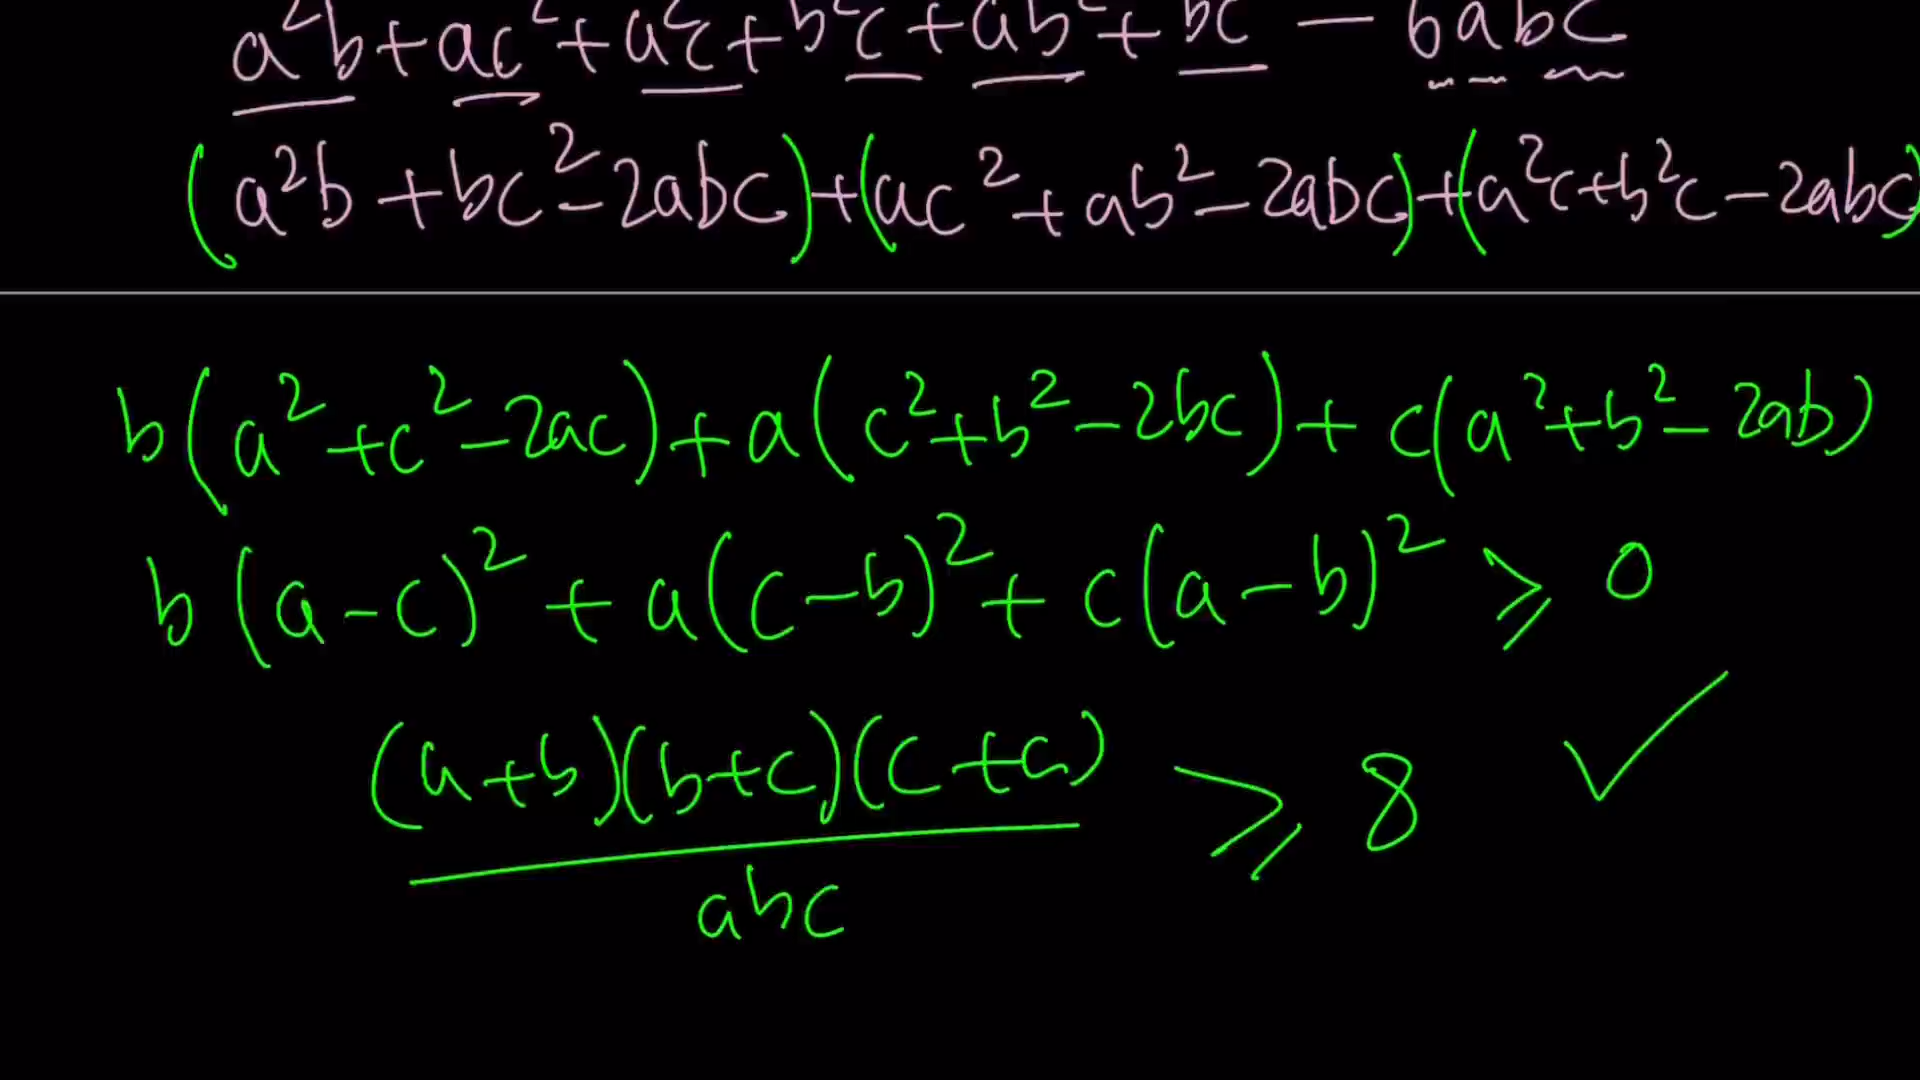 a²b + ac² + a²c + b²c + ab² + bc² - 6abc
(a²b + bc² - 2abc) + (ac² + ab² - 2abc) + (a²c + b²c - 2abc)
b(a² + c² - 2ac) + a(c² + b² - 2bc) + c(a² + b² - 2ab)
b(a - c)² + a(c - b)² + c(a - b)² ⩾ 0
(a+b)(b+c)(c+a) ⩾ 8 ✓
abc